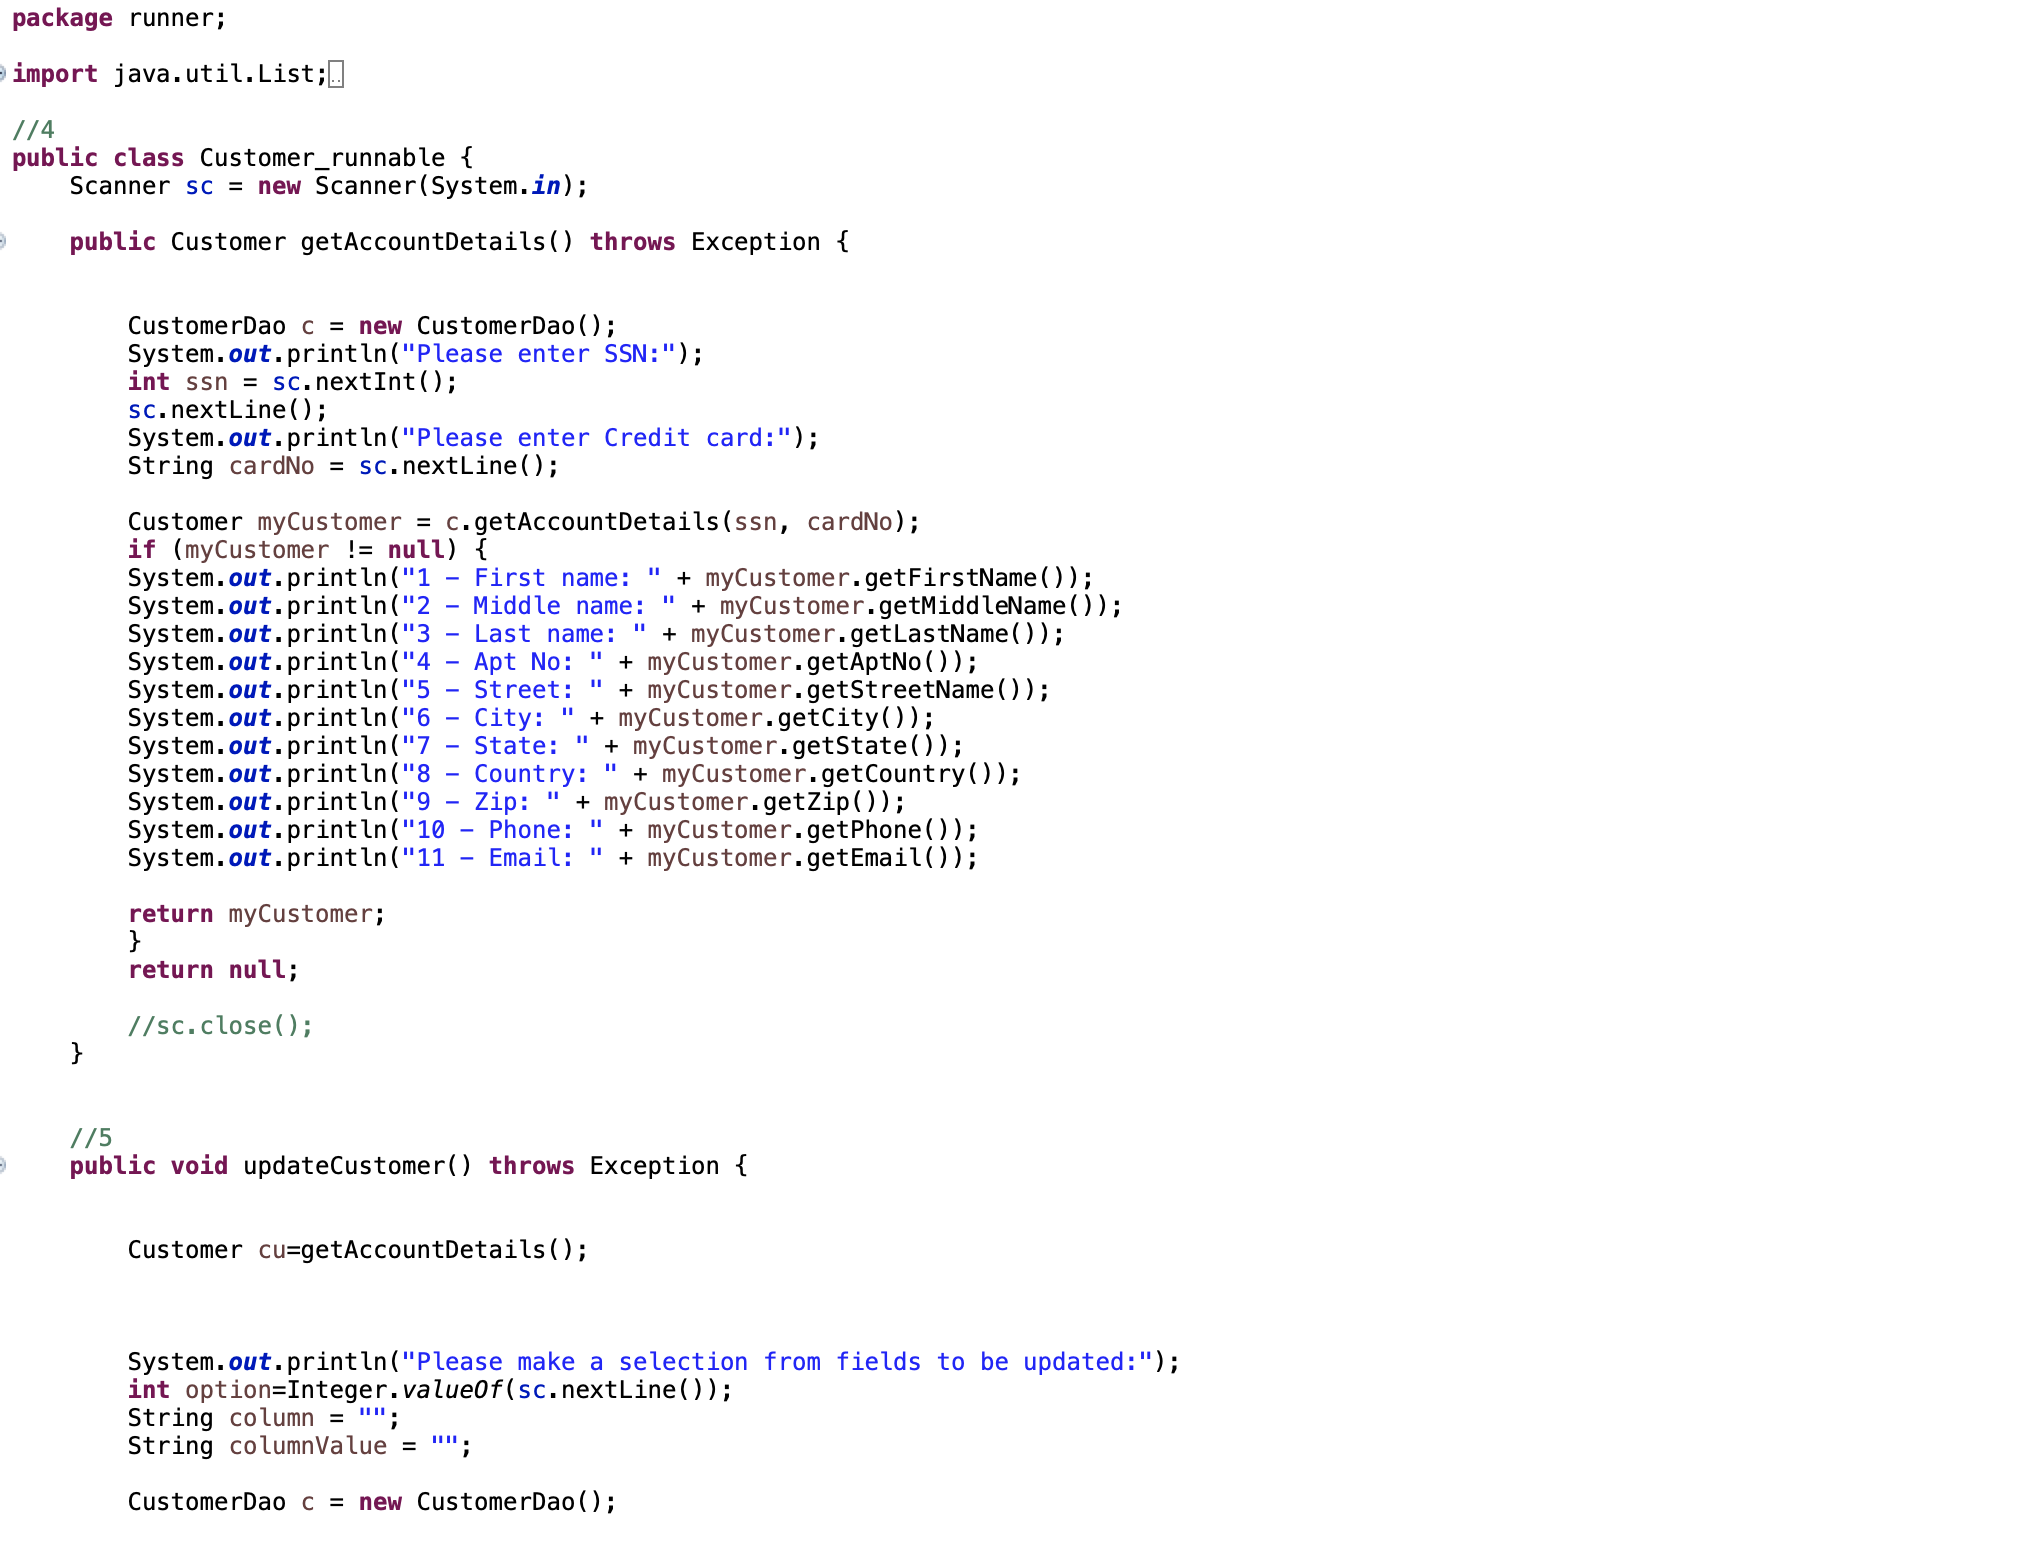 package runner;
import java.util.List;
//4
public class Customer_runnable {
    Scanner sc = new Scanner(System.in);
    public Customer getAccountDetails() throws Exception {
        CustomerDao c = new CustomerDao();
        System.out.println("Please enter SSN:");
        int ssn = sc.nextInt();
        sc.nextLine();
        System.out.println("Please enter Credit card:");
        String cardNo = sc.nextLine();
        Customer myCustomer = c.getAccountDetails(ssn, cardNo);
        if (myCustomer != null) {
        System.out.println("1 – First name: " + myCustomer.getFirstName());
        System.out.println("2 – Middle name: " + myCustomer.getMiddleName());
        System.out.println("3 – Last name: " + myCustomer.getLastName());
        System.out.println("4 – Apt No: " + myCustomer.getAptNo());
        System.out.println("5 – Street: " + myCustomer.getStreetName());
        System.out.println("6 – City: " + myCustomer.getCity());
        System.out.println("7 – State: " + myCustomer.getState());
        System.out.println("8 – Country: " + myCustomer.getCountry());
        System.out.println("9 – Zip: " + myCustomer.getZip());
        System.out.println("10 – Phone: " + myCustomer.getPhone());
        System.out.println("11 – Email: " + myCustomer.getEmail());
        return myCustomer;
        }
        return null;
        //sc.close();
    }
    //5
    public void updateCustomer() throws Exception {
        Customer cu=getAccountDetails();
        System.out.println("Please make a selection from fields to be updated:");
        int option=Integer.valueOf(sc.nextLine());
        String column = "";
        String columnValue = "";
        CustomerDao c = new CustomerDao();